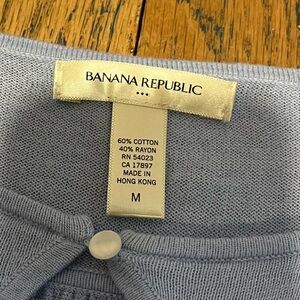 BANANA REPUBLIC
60% COTTON
40% RAYON
RN 54023
CA 17897
MADE IN
HONG KONG
M